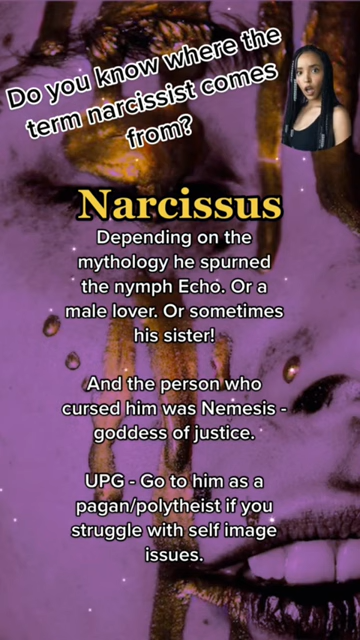 Do you know where the
term narcissist comes
from?
Narcissus
Depending on the
mythology he spurned
the nymph Echo. Or a
male lover. Or sometimes
his sister!
And the person who
cursed him was Nemesis -
goddess of justice.
UPG - Go to him as a
pagan/polytheist if you
struggle with self image
issues.